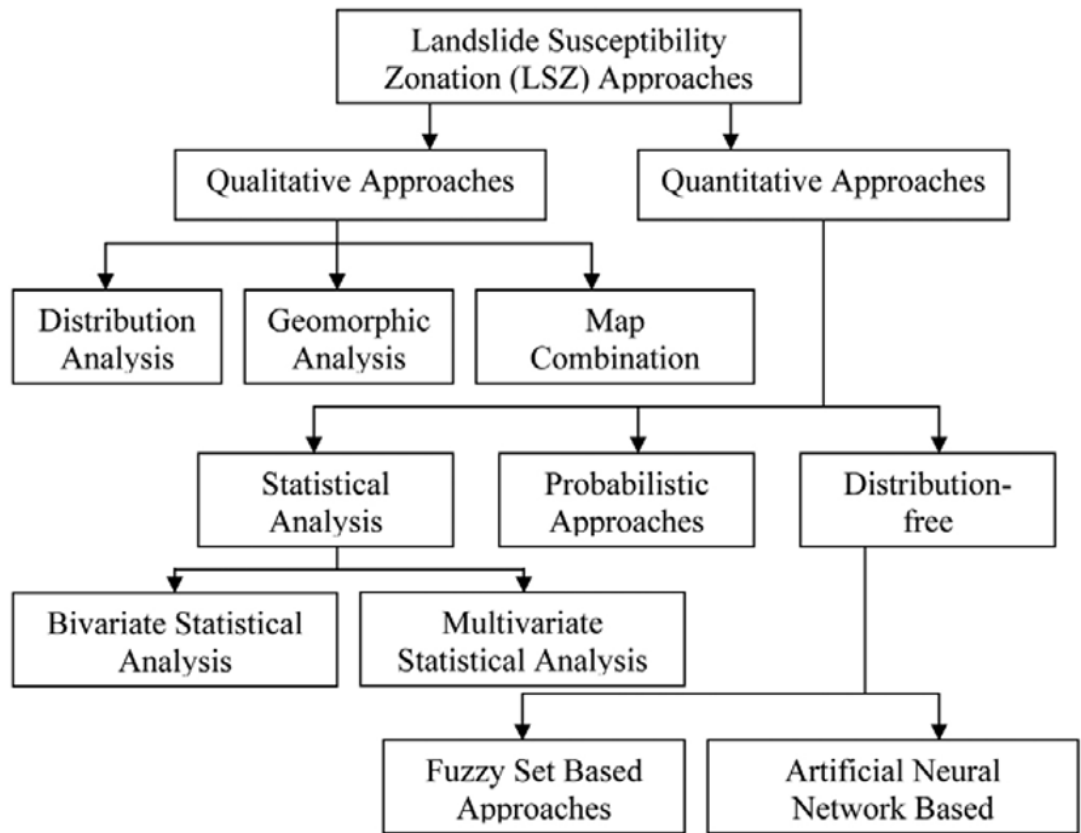 Landslide Susceptibility
Zonation (LSZ) Approaches
Qualitative Approaches
Quantitative Approaches
Distribution
Analysis
Geomorphic
Analysis
Map
Combination
Statistical
Analysis
Probabilistic
Approaches
Distribution-
free
Bivariate Statistical
Analysis
Multivariate
Statistical Analysis
Fuzzy Set Based
Approaches
Artificial Neural
Network Based